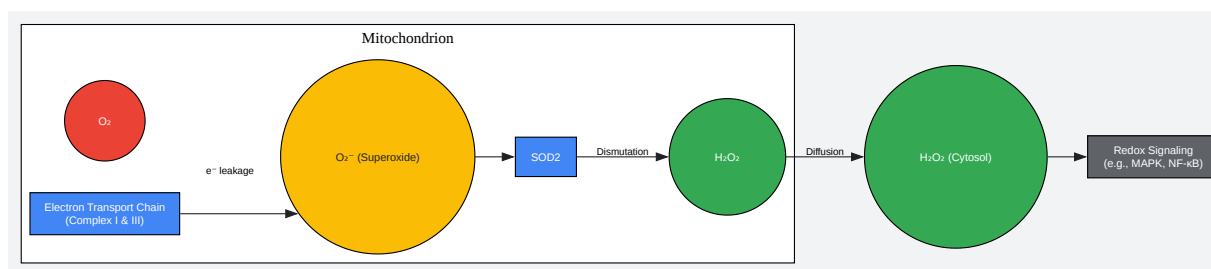 Mitochondrion
O₂
e⁻ leakage
Electron Transport Chain
(Complex I & III)
O₂⁻ (Superoxide)
SOD2
Dismutation
H₂O₂
Diffusion
H₂O₂ (Cytosol)
Redox Signaling
(e.g., MAPK, NF-κB)